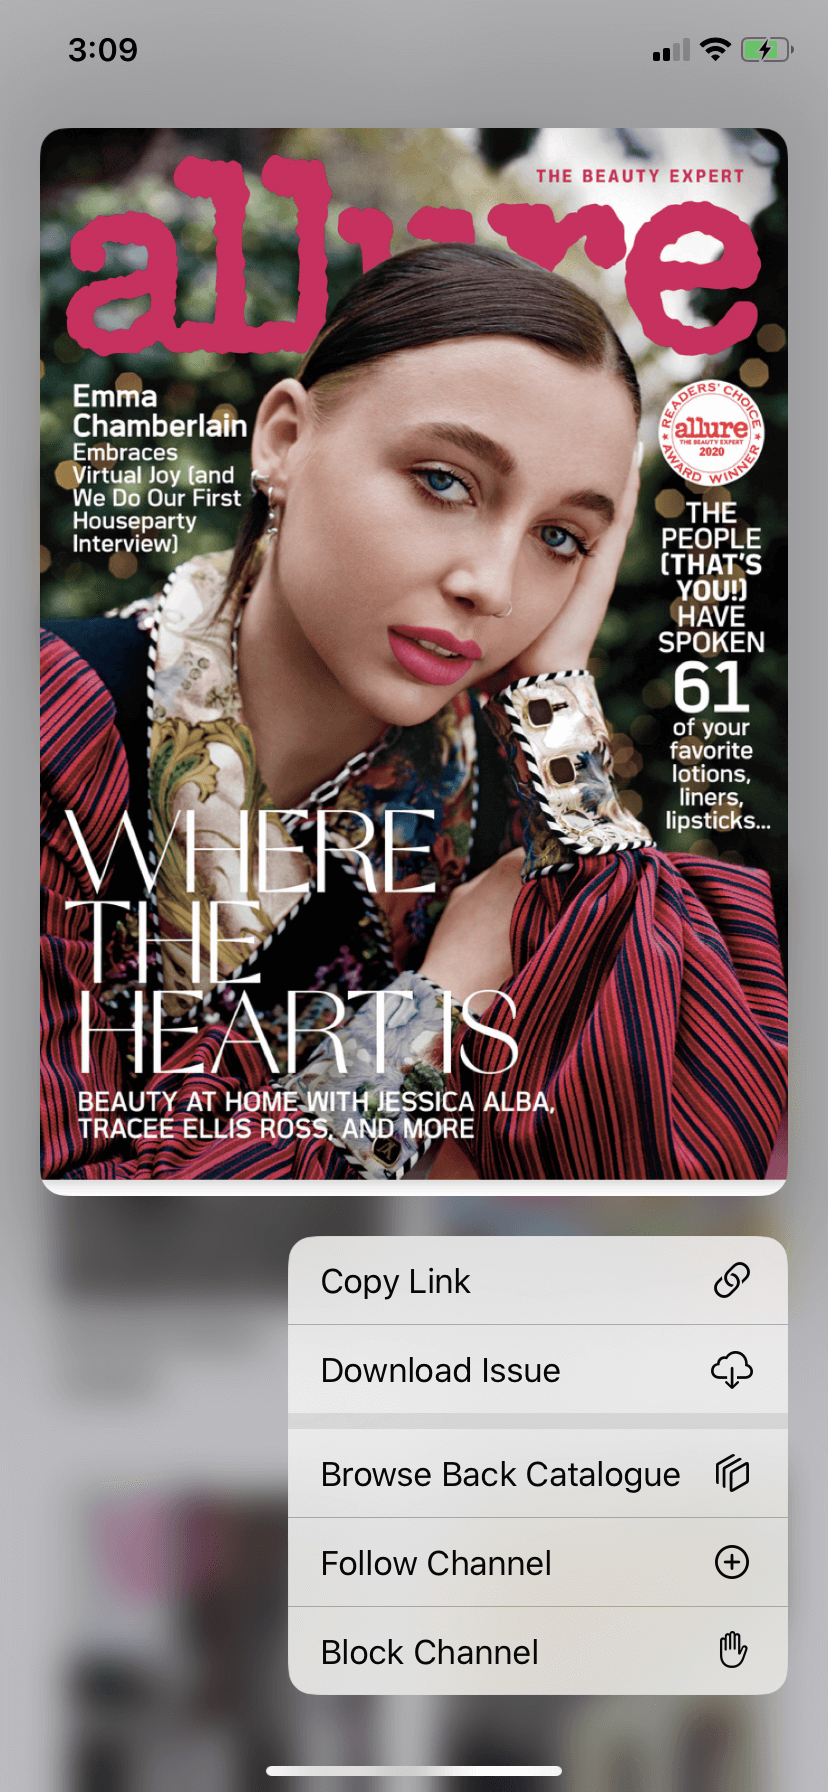 3:09
THE BEAUTY EXPERT
allure
Emma
Chamberlain
Embraces
Virtual Joy (and
We Do Our First
Houseparty
Interview)
READERS' CHOICE
allure
THE BEAUTY EXPERT
2020
AWARD WINNER
THE
PEOPLE
(THAT'S
YOU!)
HAVE
SPOKEN
61
of your
favorite
lotions,
liners,
lipsticks...
WHERE
THE
HEART IS
BEAUTY AT HOME WITH JESSICA ALBA,
TRACEE ELLIS ROSS, AND MORE
Copy Link
Download Issue
Browse Back Catalogue
Follow Channel
Block Channel